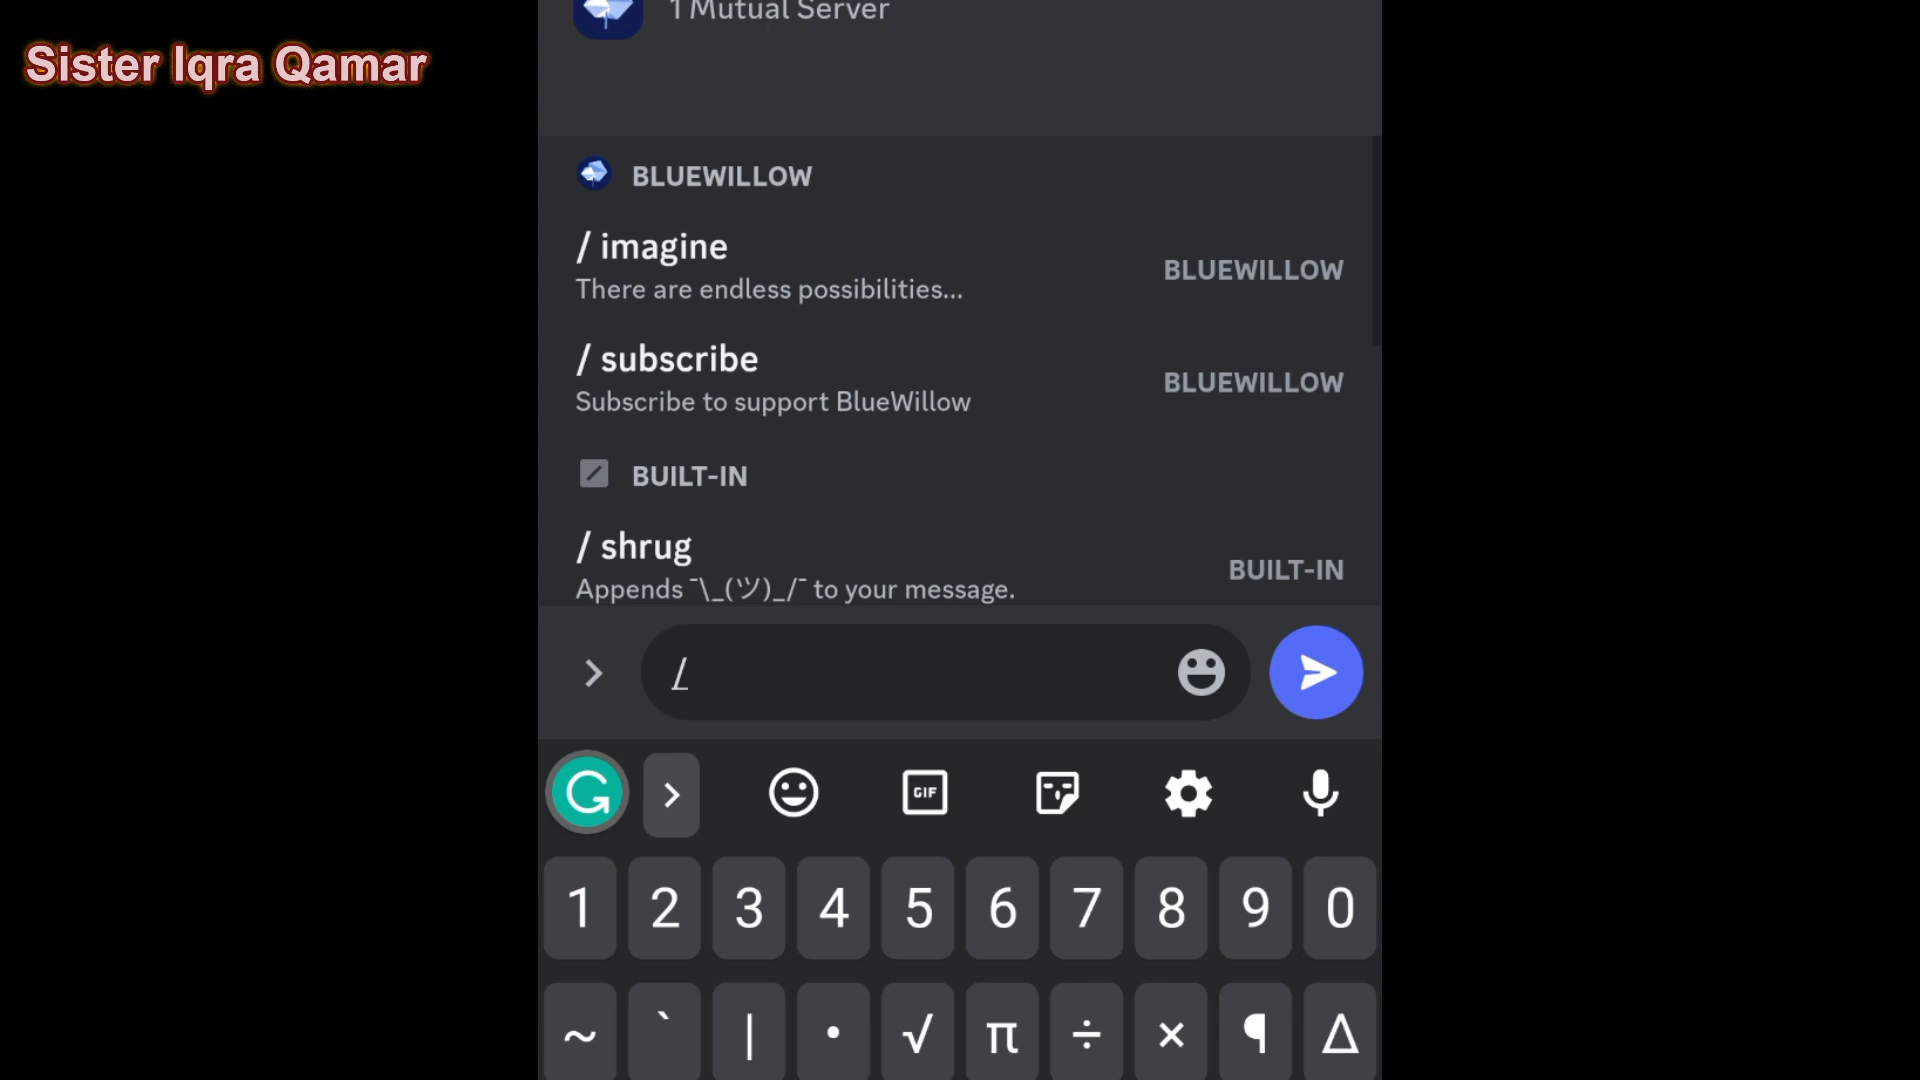 Sister Iqra Qamar
1 Mutual Server
BLUEWILLOW
/ imagine
There are endless possibilities...
BLUEWILLOW
/ subscribe
Subscribe to support BlueWillow
BLUEWILLOW
BUILT-IN
/ shrug
Appends ¯\_(ツ)_/¯ to your message.
BUILT-IN
/
GIF
1 2 3 4 5 6 7 8 9 0
~ ` | • √ π ÷ × ¶ Δ